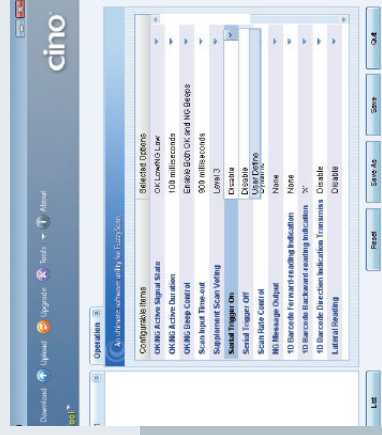 cino
Tool
Download Upload Upgrade Tools About
Operation
An ultimate software utility for FuzzyScan
Configurable Items Selected Options
OK/NG Active Signal State OK Low/NG Low
OK/NG Active Duration 100 milliseconds
OK/NG Beep Control Enable Both OK and NG Beeps
Scan Input Time-out 900 milliseconds
Supplement Scan Voting Level 3
Serial Trigger On Disable
Serial Trigger Off Disable
User Define
Scan Rate Control Dynamic
NG Message Output None
1D Barcode Forward-reading Indication None
1D Barcode Backward-reading Indication 'X'
1D Barcode Direction Indication Transmiss Disable
Lateral Reading Disable
List Reset Save As Save Quit